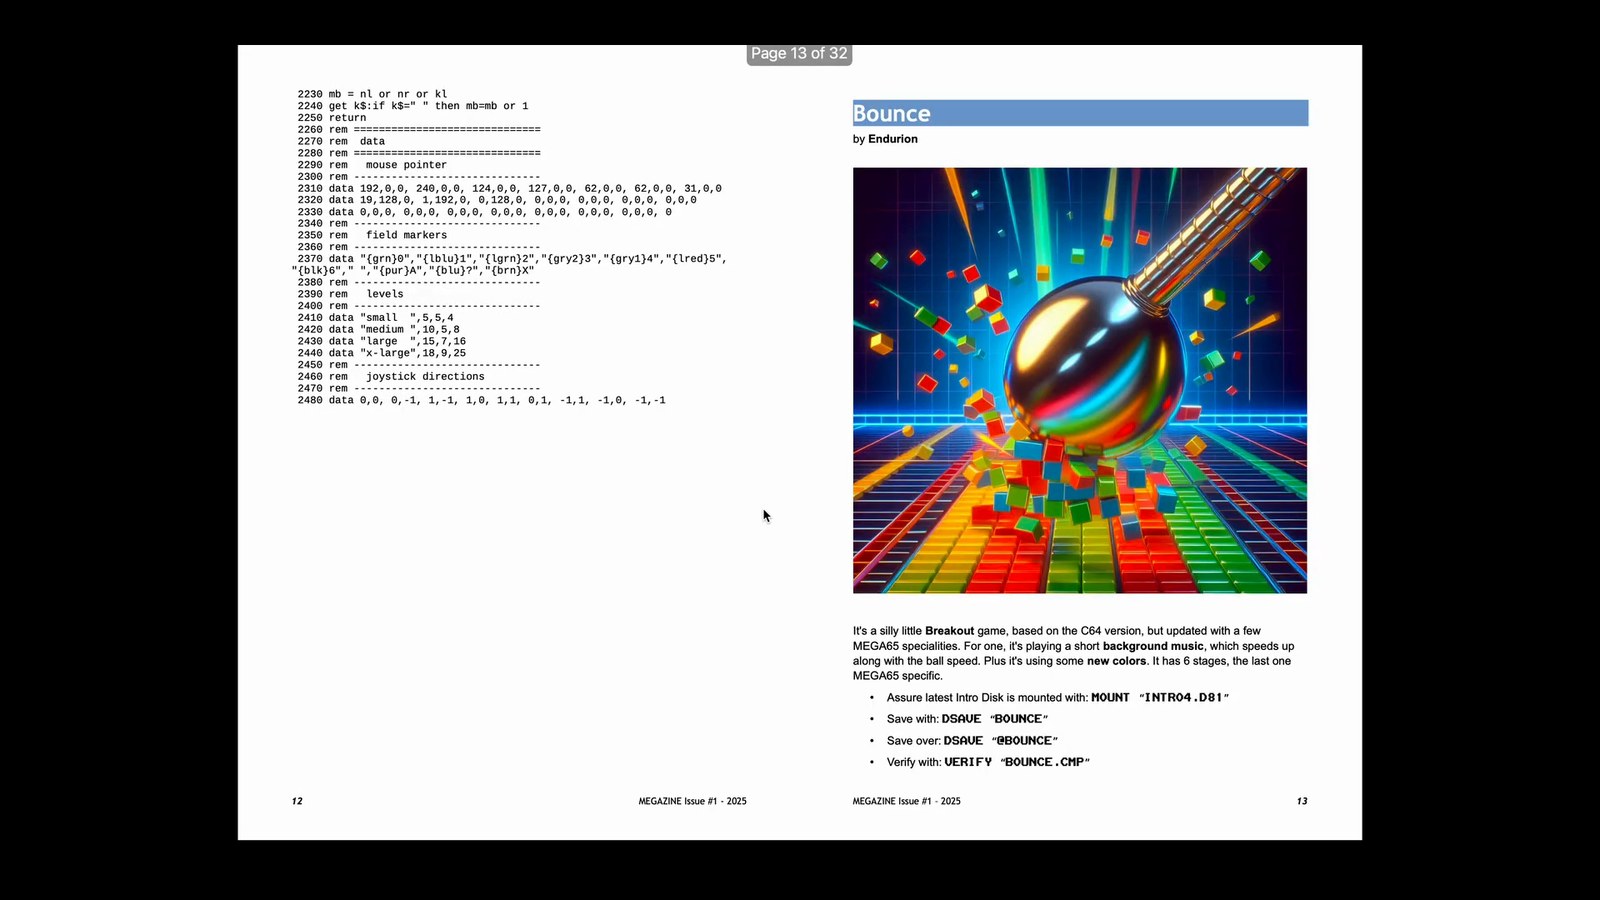 Page 13 of 32
2230 mb = nl or nr or kl
2240 get k$:if k$=" " then mb=mb or 1
2250 return
2260 rem ==============================
2270 rem  data
2280 rem ==============================
2290 rem   mouse pointer
2300 rem ------------------------------
2310 data 192,0,0, 240,0,0, 124,0,0, 127,0,0, 62,0,0, 62,0,0, 31,0,0
2320 data 19,128,0, 1,192,0, 0,128,0, 0,0,0, 0,0,0, 0,0,0, 0,0,0
2330 data 0,0,0, 0,0,0, 0,0,0, 0,0,0, 0,0,0, 0,0,0, 0,0,0, 0
2340 rem ------------------------------
2350 rem   field markers
2360 rem ------------------------------
2370 data "{grn}0","{lblu}1","{lgrn}2","{gry2}3","{gry1}4","{lred}5",
"{blk}6"," ","{pur}A","{blu}?","{brn}X"
2380 rem ------------------------------
2390 rem   levels
2400 rem ------------------------------
2410 data "small  ",5,5,4
2420 data "medium ",10,5,8
2430 data "large  ",15,7,16
2440 data "x-large",18,9,25
2450 rem ------------------------------
2460 rem   joystick directions
2470 rem ------------------------------
2480 data 0,0, 0,-1, 1,-1, 1,0, 1,1, 0,1, -1,1, -1,0, -1,-1
12
MEGAZINE Issue #1 - 2025
Bounce
by Endurion
It's a silly little Breakout game, based on the C64 version, but updated with a few
MEGA65 specialities. For one, it's playing a short background music, which speeds up
along with the ball speed. Plus it's using some new colors. It has 6 stages, the last one
MEGA65 specific.
• Assure latest Intro Disk is mounted with: MOUNT "INTRO4.D81"
• Save with: DSAVE "BOUNCE"
• Save over: DSAVE "@BOUNCE"
• Verify with: VERIFY "BOUNCE.CMP"
MEGAZINE Issue #1 - 2025
13